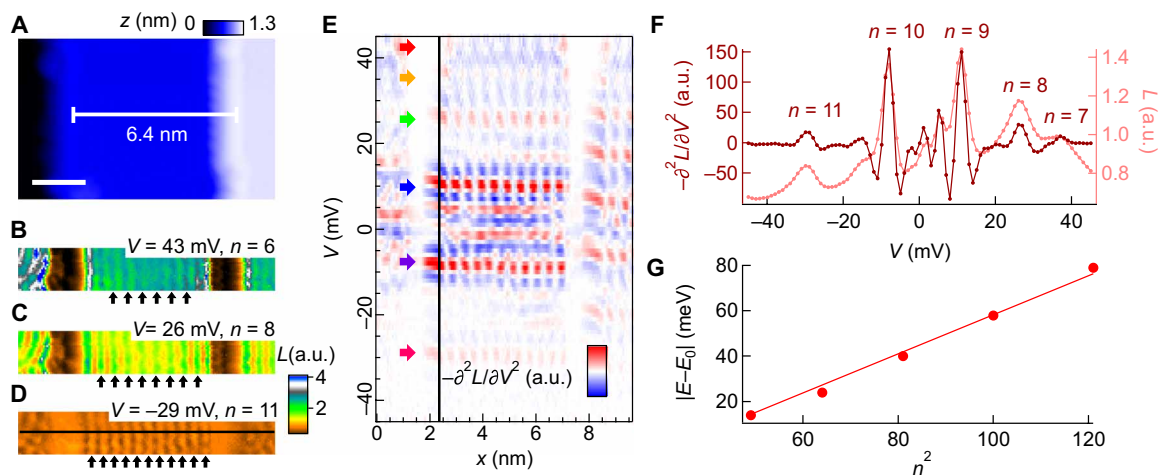 A
z (nm) 0 1.3
6.4 nm
B
V = 43 mV, n = 6
C
V= 26 mV, n = 8
L(a.u.)
4
2
D
V = –29 mV, n = 11
E
V (mV)
40
20
0
–20
–40
–∂²L/∂V² (a.u.)
0 2 4 6 8
x (nm)
F
–∂²L/∂V² (a.u.)
150
100
50
0
–50
n = 11
n = 10
n = 9
n = 8
n = 7
1.4
1.2
1.0
0.8
L (a.u.)
–40 –20 0 20 40
V (mV)
G
|E–E₀| (meV)
80
60
40
20
60 80 100 120
n²